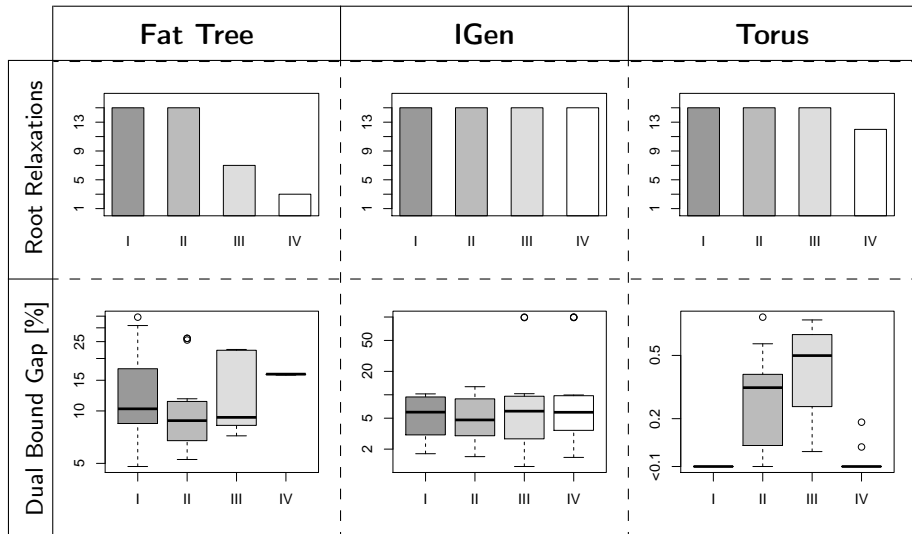 Fat Tree IGen Torus
Root Relaxations
13
9
5
1
I II III IV
13
9
5
1
I II III IV
13
9
5
1
I II III IV
Dual Bound Gap [%]
25
15
10
5
I II III IV
50
20
5
2
I II III IV
0.5
0.2
<0.1
I II III IV